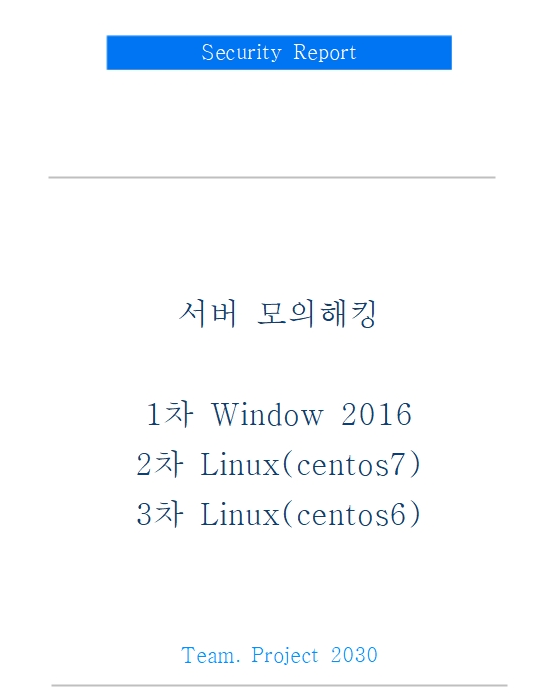 Security Report
서버 모의해킹
1차 Window 2016
2차 Linux(centos7)
3차 Linux(centos6)
Team. Project 2030